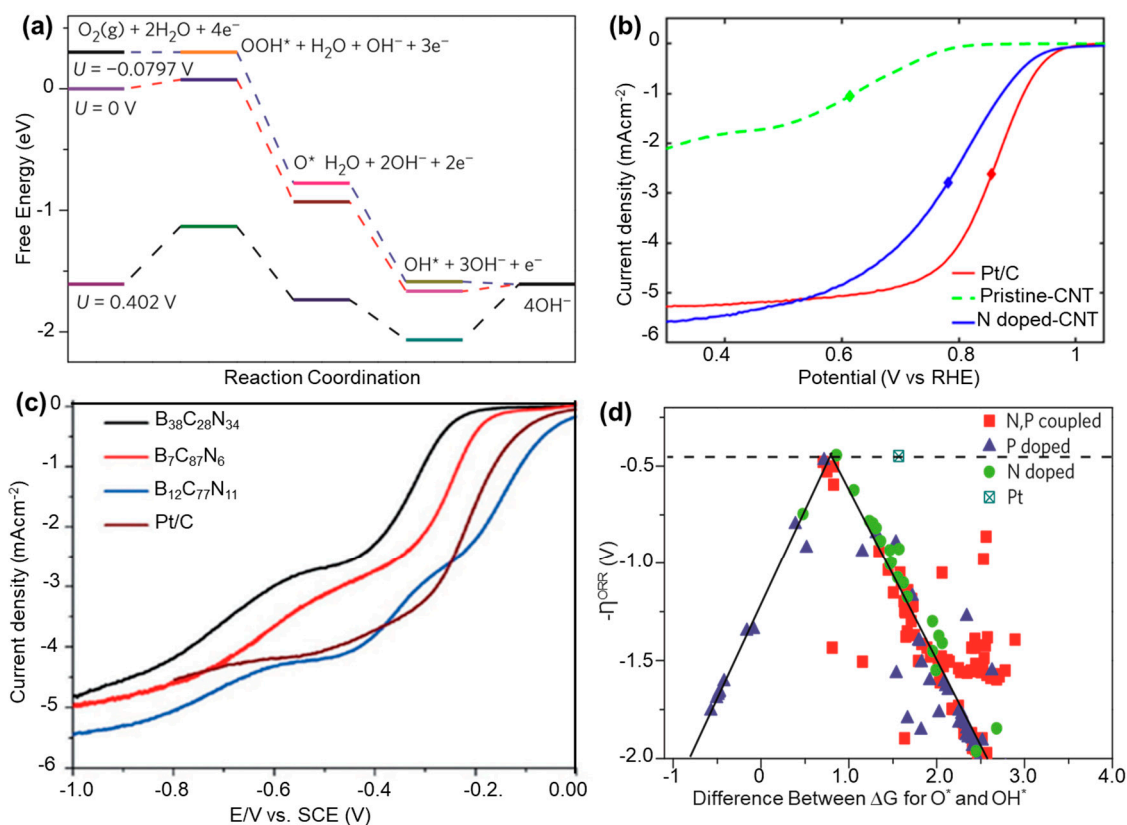 (a)
O₂(g) + 2H₂O + 4e⁻
OOH* + H₂O + OH⁻ + 3e⁻
U = −0.0797 V
U = 0 V
O* H₂O + 2OH⁻ + 2e⁻
OH* + 3OH⁻ + e⁻
4OH⁻
U = 0.402 V
0
-1
-2
Free Energy (eV)
Reaction Coordination
(b)
0
-1
-2
-3
-4
-5
-6
Current density (mAcm⁻²)
Pt/C
Pristine-CNT
N doped-CNT
0.4 0.6 0.8 1
Potential (V vs RHE)
(c)
B₃₈C₂₈N₃₄
B₇C₈₇N₆
B₁₂C₇₇N₁₁
Pt/C
0
-1
-2
-3
-4
-5
-6
Current density (mAcm⁻²)
-1.0 -0.8 -0.6 -0.4 -0.2. 0.00
E/V vs. SCE (V)
(d)
N,P coupled
P doped
N doped
Pt
-0.5
-1.0
-1.5
-2.0
-η^ORR (V)
-1 0 1.0 2.0 3.0 4.0
Difference Between ΔG for O* and OH*